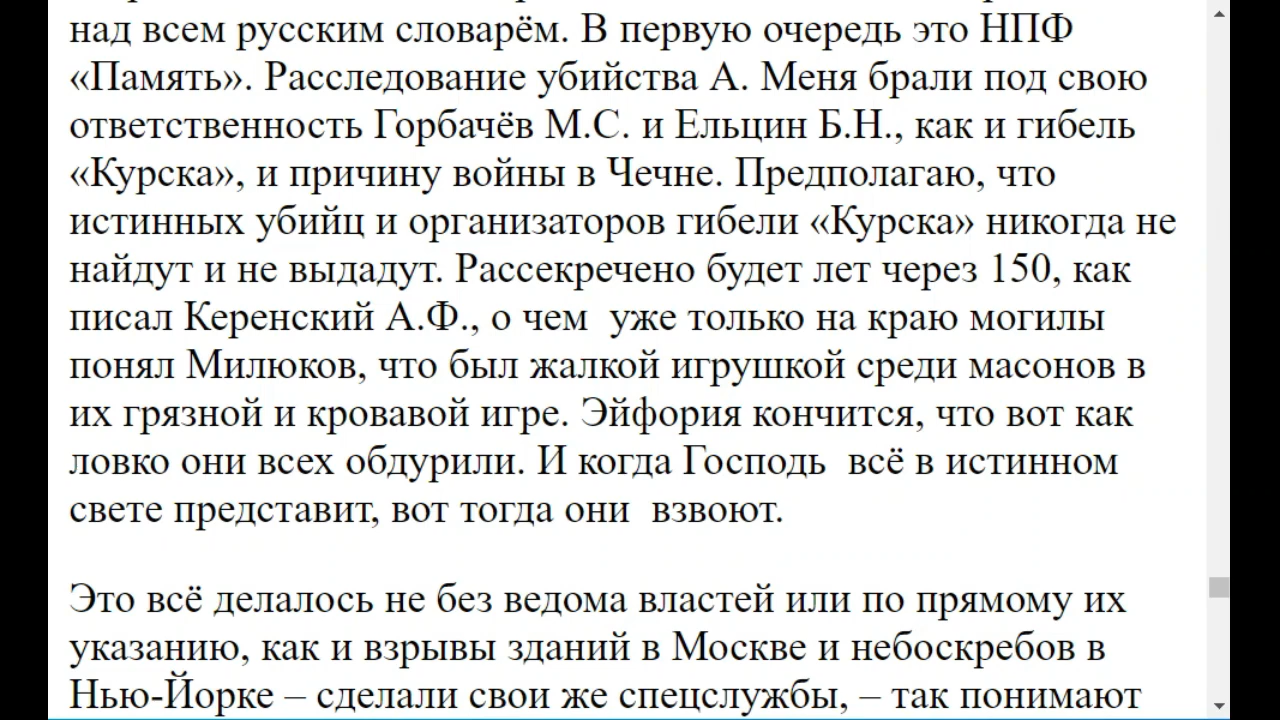 над всем русским словарём. В первую очередь это НПФ
«Память». Расследование убийства А. Меня брали под свою
ответственность Горбачёв М.С. и Ельцин Б.Н., как и гибель
«Курска», и причину войны в Чечне. Предполагаю, что
истинных убийц и организаторов гибели «Курска» никогда не
найдут и не выдадут. Рассекречено будет лет через 150, как
писал Керенский А.Ф., о чем  уже только на краю могилы
понял Милюков, что был жалкой игрушкой среди масонов в
их грязной и кровавой игре. Эйфория кончится, что вот как
ловко они всех обдурили. И когда Господь  всё в истинном
свете представит, вот тогда они  взвоют.
Это всё делалось не без ведома властей или по прямому их
указанию, как и взрывы зданий в Москве и небоскребов в
Нью-Йорке – сделали свои же спецслужбы, – так понимают